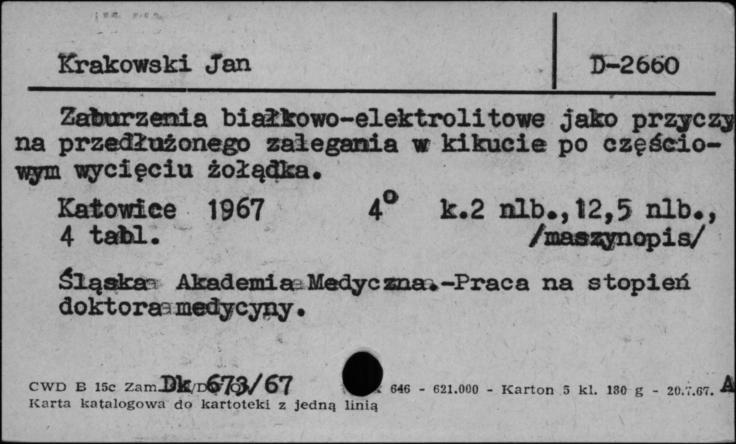 Krakowski Jan D-2660
Zaburzenia białkowo-elektrolitowe jako przyczy
na przedłużonego zalegania w kikucie po częścio-
wym wycięciu żołądka.
Katowice 1967 4° k.2 nlb.,12,5 nlb.,
4 tabl. /maszynopis/
Śląska Akademia Medyczna.-Praca na stopień
doktora medycyny.
CWD B 15c Zam. Dk 673/67 646 - 621.000 - Karton 5 kl. 180 g - 20.7.67. A
Karta katalogowa do kartoteki z jedną linią